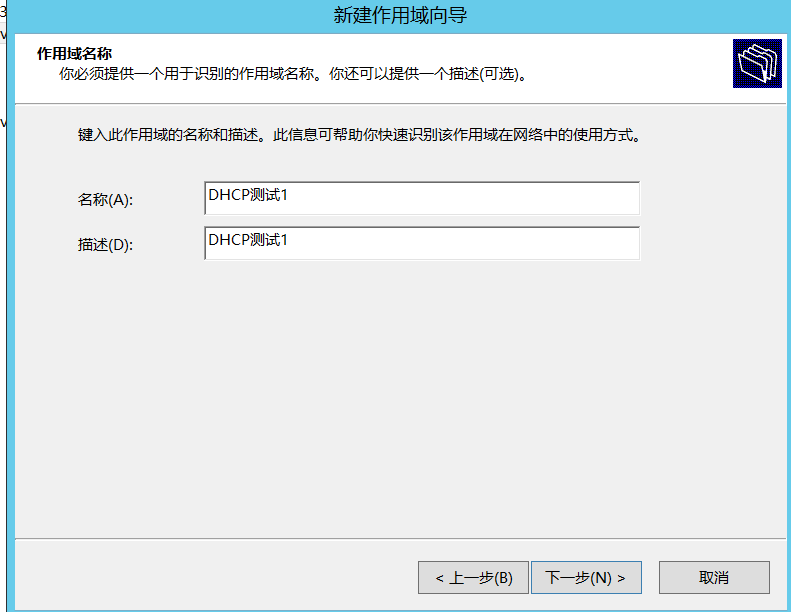 新建作用域向导
作用域名称
你必须提供一个用于识别的作用域名称。你还可以提供一个描述(可选)。
键入此作用域的名称和描述。此信息可帮助你快速识别该作用域在网络中的使用方式。
名称(A): DHCP测试1
描述(D): DHCP测试1
< 上一步(B) 下一步(N) > 取消